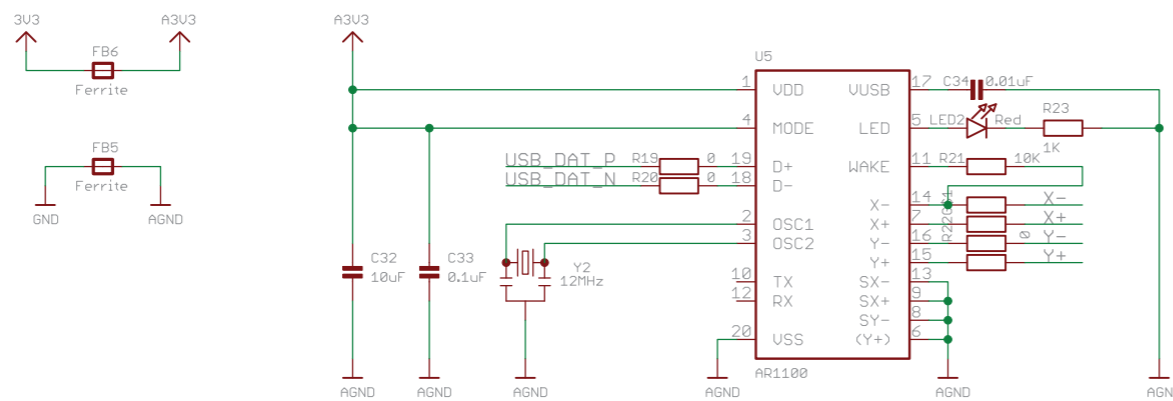 3V3
A3V3
FB6
Ferrite
FB5
Ferrite
GND
AGND
A3V3
C32
10uF
AGND
C33
0.1uF
AGND
Y2
12MHz
AGND
USB_DAT_P
R19
0
USB_DAT_N
R20
0
U5
1
VDD
4
MODE
19
D+
18
D-
2
OSC1
3
OSC2
10
TX
12
RX
20
VSS
AGND
AR1100
VUSB
17
C34
0.01uF
LED
5
LED2
Red
R23
1K
WAKE
11
R21
10K
X-
14
X-
X+
7
X+
Y-
16
0
Y-
Y+
15
Y+
SX-
13
SX+
9
SY-
8
(Y+)
6
AGND
AGN